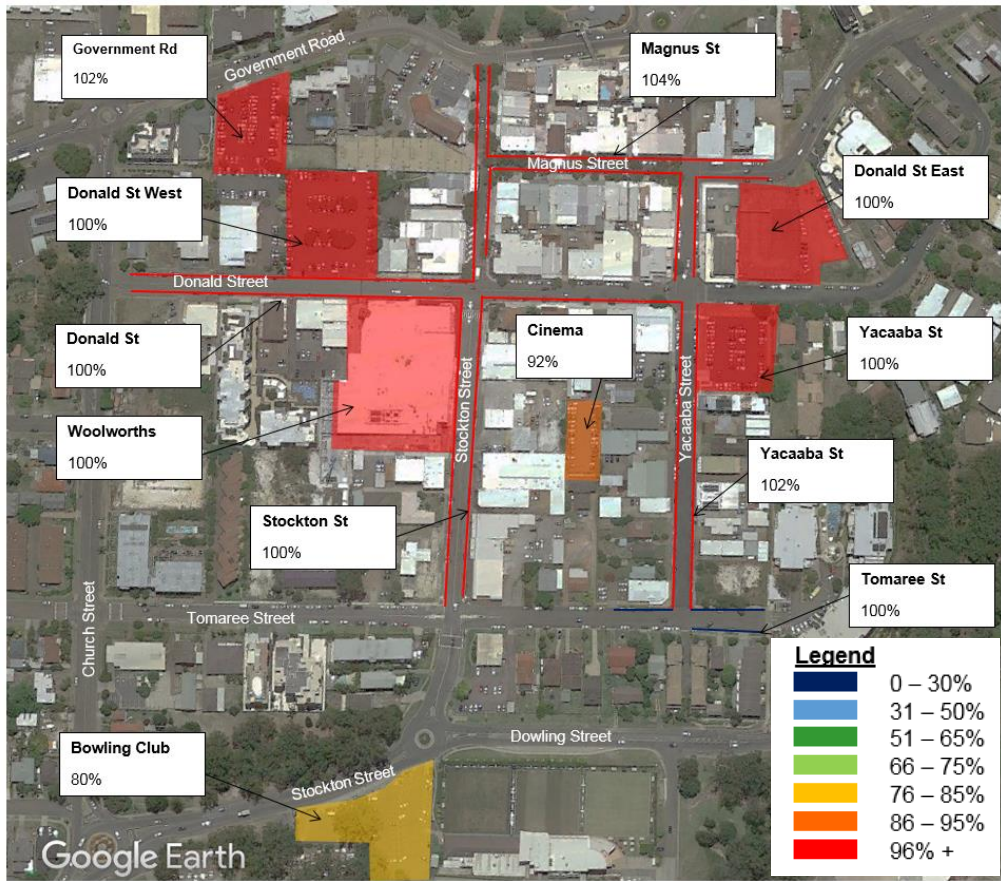 Government Rd
102%
Government Road
Magnus St
104%
Magnus Street
Donald St West
100%
Donald St East
100%
Donald Street
Donald St
100%
Cinema
92%
Yacaaba St
100%
Woolworths
100%
Stockton Street
Yacaaba Street
Yacaaba St
102%
Stockton St
100%
Tomaree St
100%
Tomaree Street
Church Street
Legend
0 – 30%
31 – 50%
51 – 65%
66 – 75%
76 – 85%
86 – 95%
96% +
Dowling Street
Bowling Club
80%
Stockton Street
Google Earth